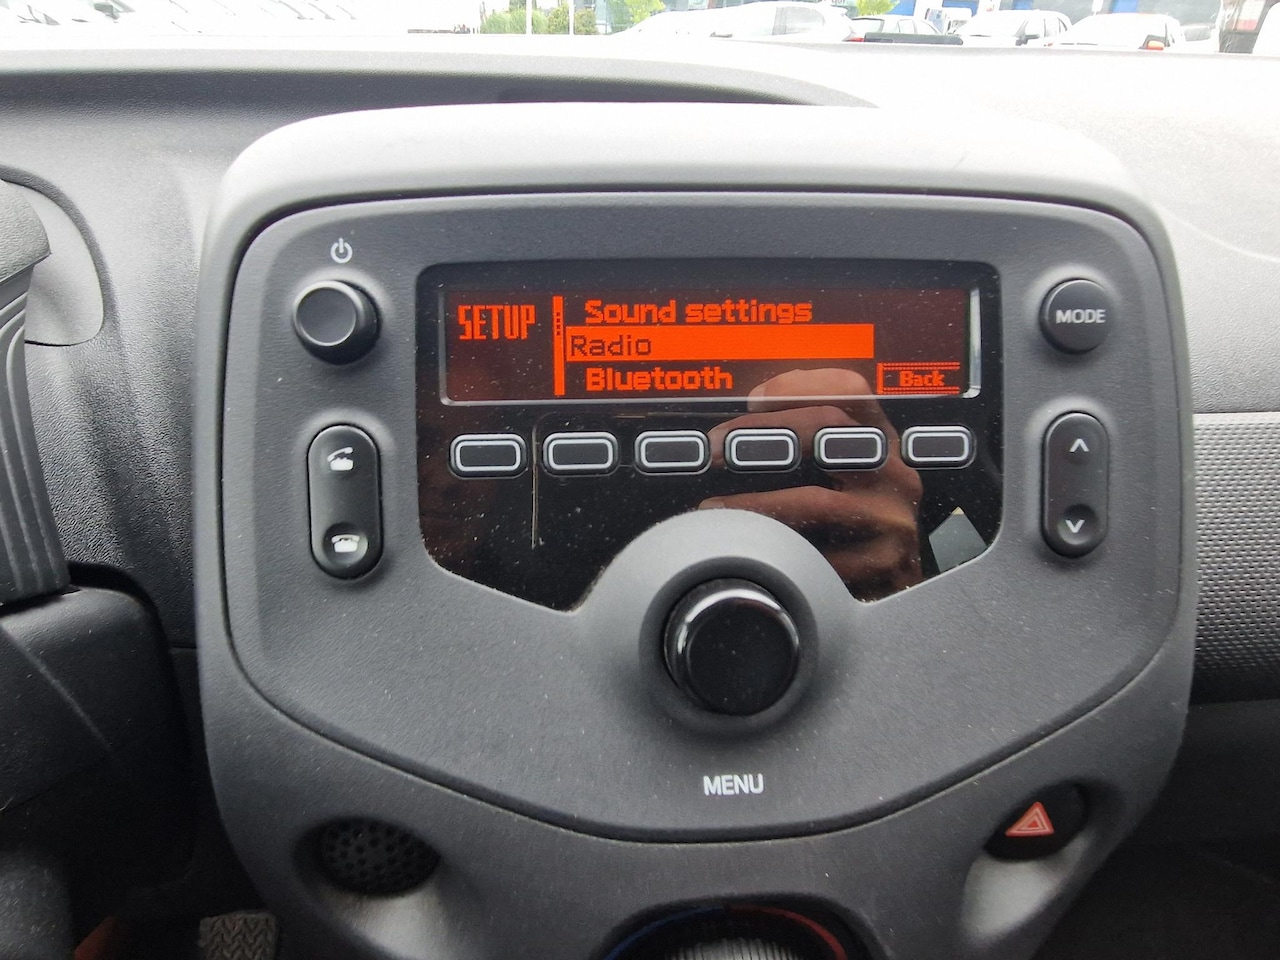 SETUP
Sound settings
Radio
Bluetooth
Back
MODE
MENU